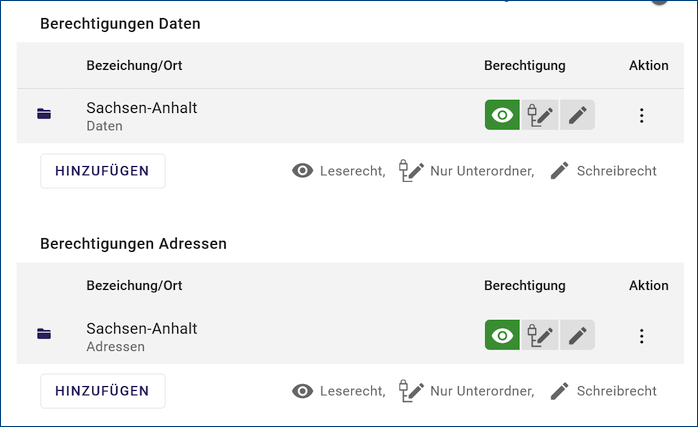 Berechtigungen Daten
Bezeichung/Ort Berechtigung Aktion
Sachsen-Anhalt
Daten
HINZUFÜGEN Leserecht, Nur Unterordner, Schreibrecht
Berechtigungen Adressen
Bezeichung/Ort Berechtigung Aktion
Sachsen-Anhalt
Adressen
HINZUFÜGEN Leserecht, Nur Unterordner, Schreibrecht